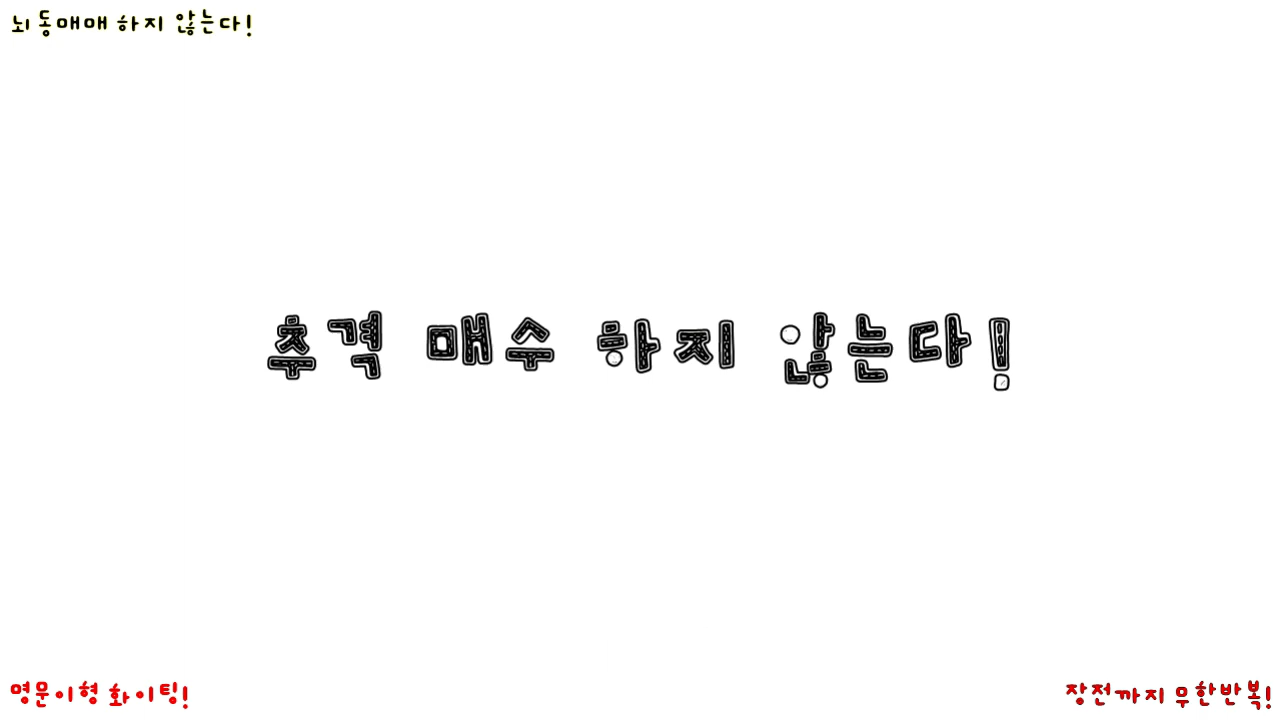 뇌동매매 하지 않는다!
추격 매수 하지 않는다!
명문이형 화이팅!
장전까지 무한반복!